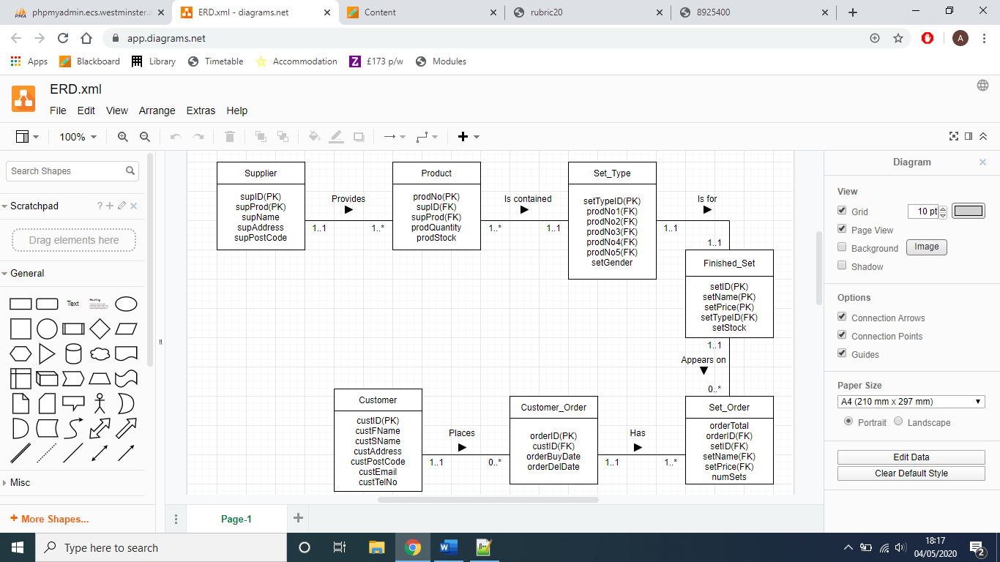 phpmyadmin.ecs.westminster.a
ERD.xml - diagrams.net
Content
rubric20
8925400
app.diagrams.net
A
Apps
Blackboard
Library
Timetable
Accommodation
£173 p/w
Modules
ERD.xml
File Edit View Arrange Extras Help
100%
Search Shapes
Scratchpad
Drag elements here
General
Text
Heading
Misc
+ More Shapes...
Supplier
supID(PK)
supProd(PK)
supName
supAddress
supPostCode
Provides
1..1
1..*
Product
prodNo(PK)
supID(FK)
supProd(FK)
prodQuantity
prodStock
Is contained
1..*
1..1
Set_Type
setTypeID(PK)
prodNo1(FK)
prodNo2(FK)
prodNo3(FK)
prodNo4(FK)
prodNo5(FK)
setGender
Is for
1..1
1..1
Finished_Set
setID(PK)
setName(PK)
setPrice(PK)
setTypeID(FK)
setStock
1..1
Appears on
0..*
Customer
custID(PK)
custFName
custSName
custAddress
custPostCode
custEmail
custTelNo
Places
1..1
0..*
Customer_Order
orderID(PK)
custID(FK)
orderBuyDate
orderDelDate
Has
1..1
1..*
Set_Order
orderTotal
orderID(FK)
setID(FK)
setName(FK)
setPrice(FK)
numSets
Page-1
Diagram
View
Grid
10 pt
Page View
Background
Image
Shadow
Options
Connection Arrows
Connection Points
Guides
Paper Size
A4 (210 mm x 297 mm)
Portrait
Landscape
Edit Data
Clear Default Style
Type here to search
18:17
04/05/2020
2